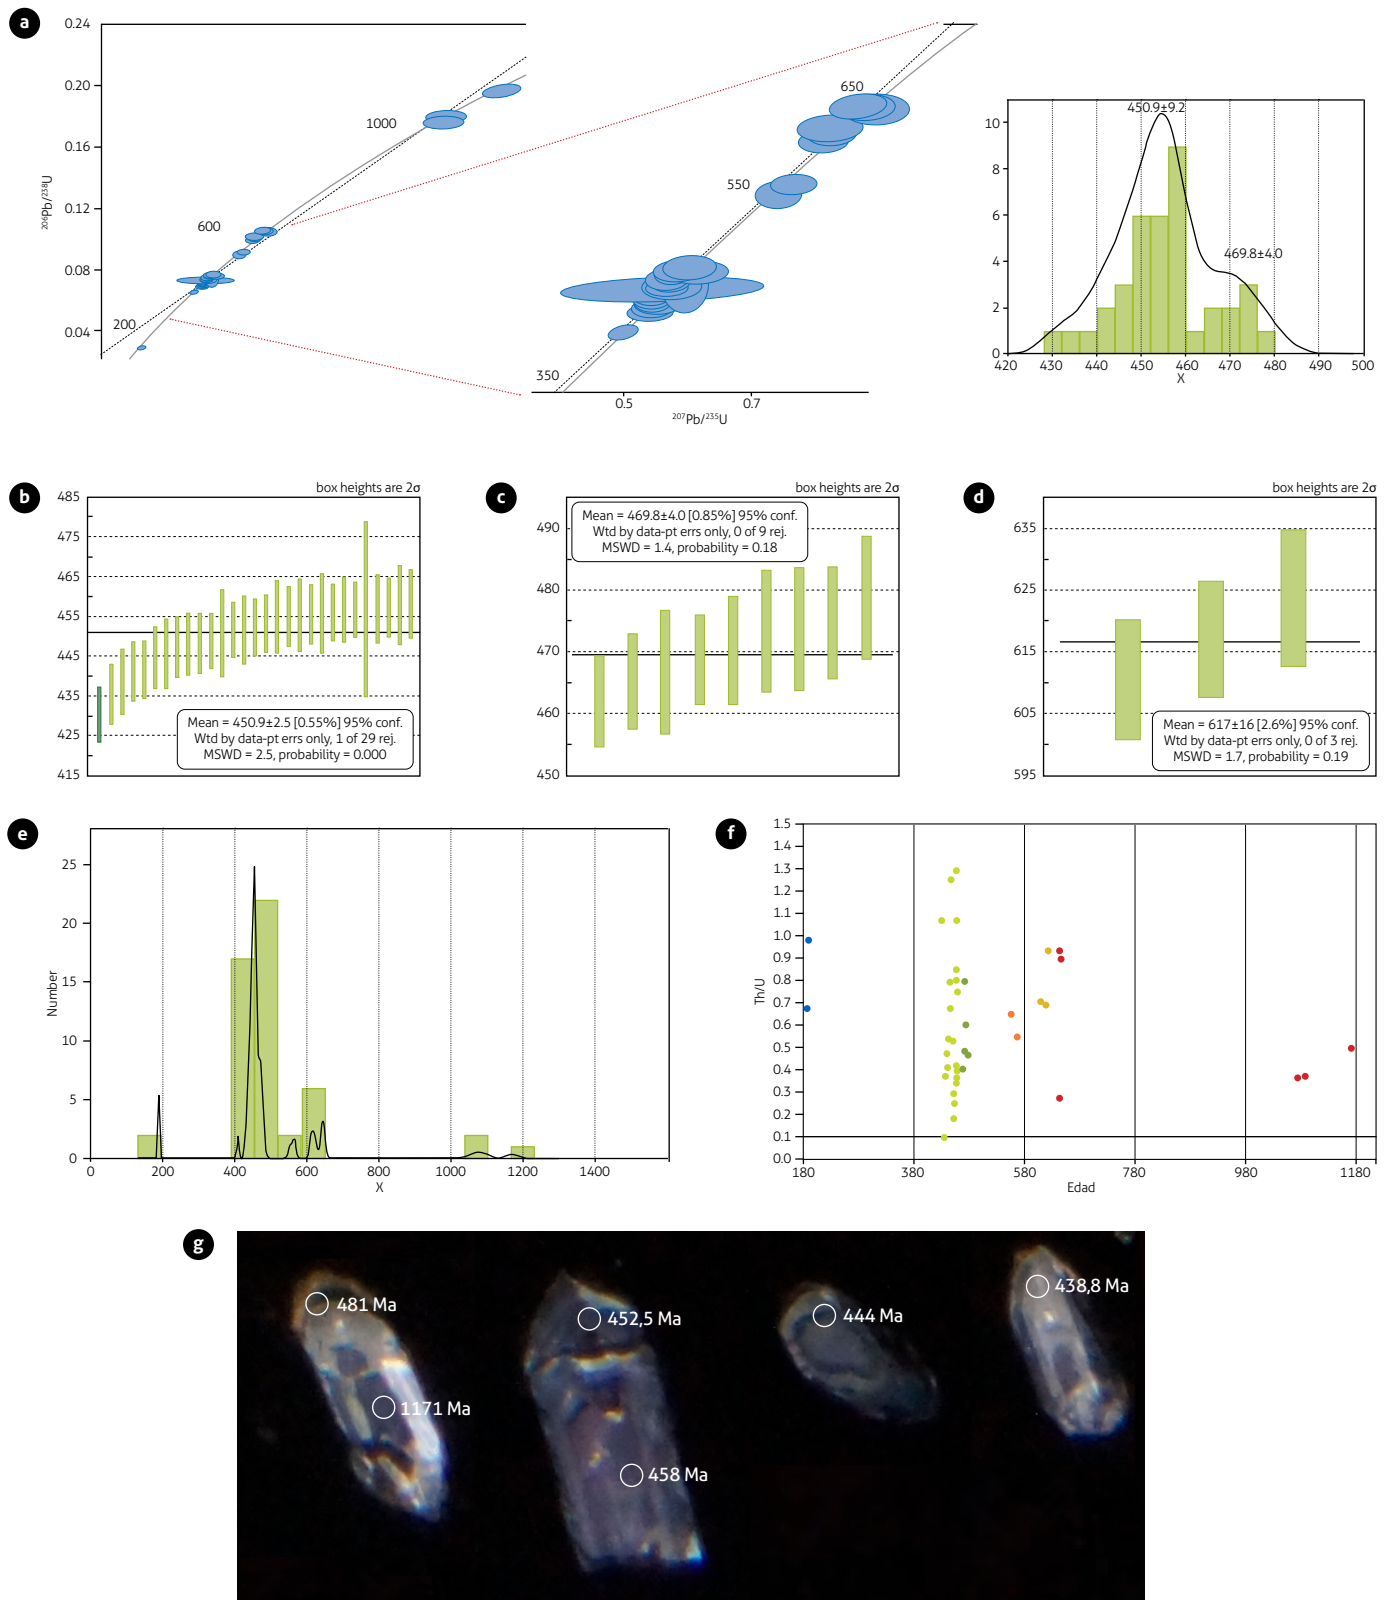 a
0.24
0.20
0.16
0.12
0.08
0.04
²⁰⁶Pb/²³⁸U
1000
600
200
650
550
350
0.5 0.7
²⁰⁷Pb/²³⁵U
450.9±9.2
469.8±4.0
10
8
6
4
2
0
420 430 440 450 460 470 480 490 500
X
b
box heights are 2σ
485
475
465
455
445
435
425
415
Mean = 450.9±2.5 [0.55%] 95% conf.
Wtd by data-pt errs only, 1 of 29 rej.
MSWD = 2.5, probability = 0.000
c
box heights are 2σ
490
480
470
460
450
Mean = 469.8±4.0 [0.85%] 95% conf.
Wtd by data-pt errs only, 0 of 9 rej.
MSWD = 1.4, probability = 0.18
d
box heights are 2σ
635
625
615
605
595
Mean = 617±16 [2.6%] 95% conf.
Wtd by data-pt errs only, 0 of 3 rej.
MSWD = 1.7, probability = 0.19
e
25
20
15
10
5
0
Number
0 200 400 600 800 1000 1200 1400
X
f
1.5
1.4
1.3
1.2
1.1
1.0
0.9
0.8
0.7
0.6
0.5
0.4
0.3
0.2
0.1
0.0
Th/U
180 380 580 780 980 1180
Edad
g
481 Ma
1171 Ma
452,5 Ma
458 Ma
444 Ma
438,8 Ma